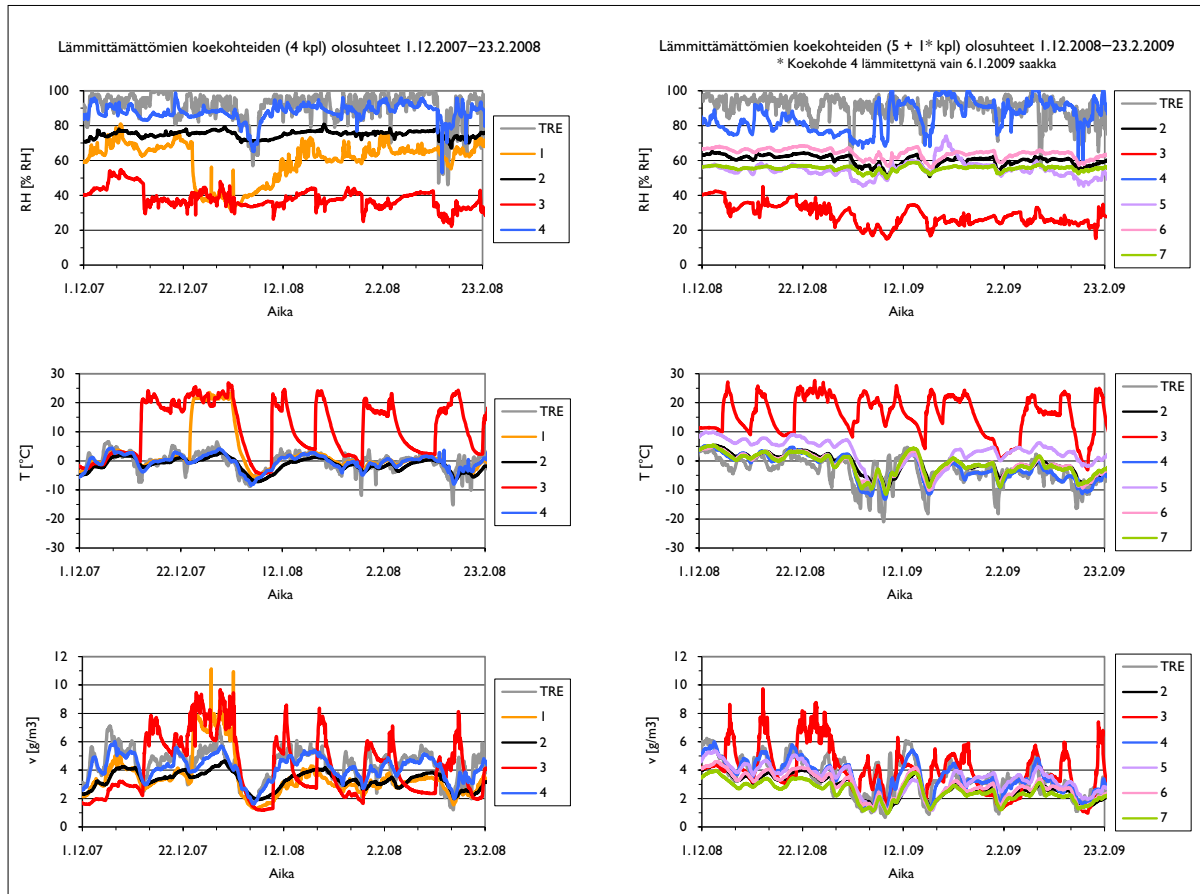 Lämmittämättömien koekohteiden (4 kpl) olosuhteet 1.12.2007–23.2.2008
100
80
60
40
20
0
RH [% RH]
1.12.07 22.12.07 12.1.08 2.2.08 23.2.08
Aika
TRE
1
2
3
4
Lämmittämättömien koekohteiden (5 + 1* kpl) olosuhteet 1.12.2008–23.2.2009
* Koekohde 4 lämmitettynä vain 6.1.2009 saakka
100
80
60
40
20
0
RH [% RH]
1.12.08 22.12.08 12.1.09 2.2.09 23.2.09
Aika
TRE
2
3
4
5
6
7
30
20
10
0
-10
-20
-30
T [°C]
1.12.07 22.12.07 12.1.08 2.2.08 23.2.08
Aika
TRE
1
2
3
4
30
20
10
0
-10
-20
-30
T [°C]
1.12.08 22.12.08 12.1.09 2.2.09 23.2.09
Aika
TRE
2
3
4
5
6
7
12
10
8
6
4
2
0
v [g/m3]
1.12.07 22.12.07 12.1.08 2.2.08 23.2.08
Aika
TRE
1
2
3
4
12
10
8
6
4
2
0
v [g/m3]
1.12.08 22.12.08 12.1.09 2.2.09 23.2.09
Aika
TRE
2
3
4
5
6
7